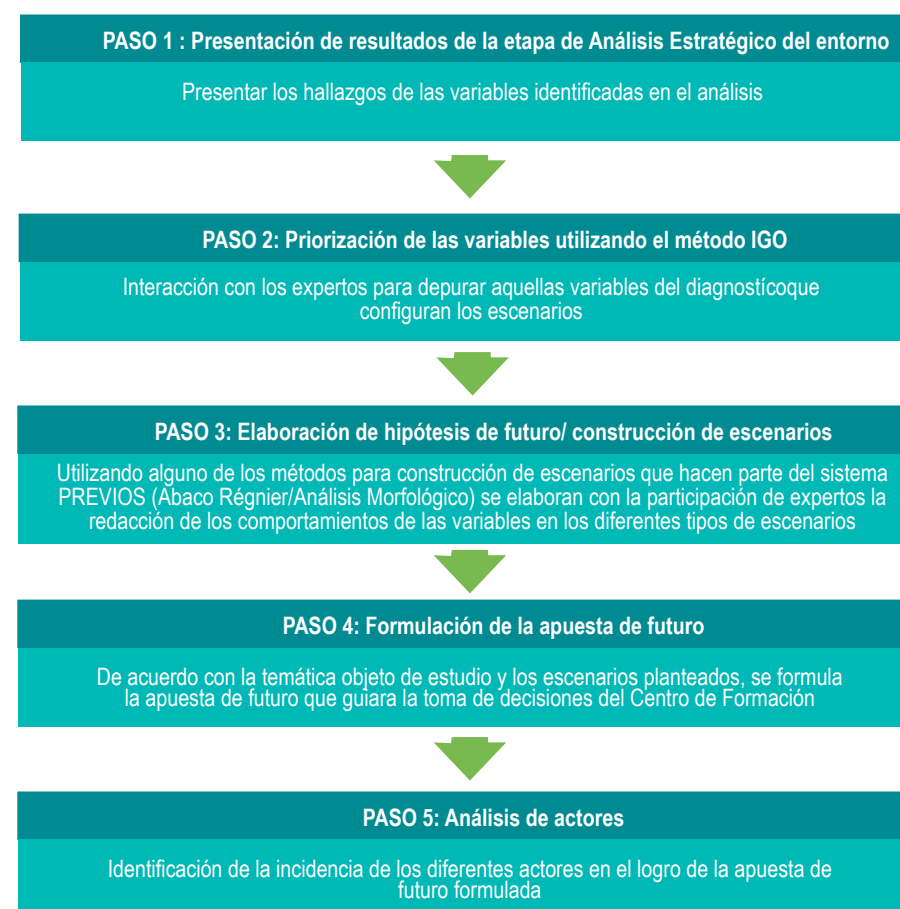 PASO 1 : Presentación de resultados de la etapa de Análisis Estratégico del entorno
Presentar los hallazgos de las variables identificadas en el análisis
PASO 2: Priorización de las variables utilizando el método IGO
Interacción con los expertos para depurar aquellas variables del diagnostícoque
configuran los escenarios
PASO 3: Elaboración de hipótesis de futuro/ construcción de escenarios
Utilizando alguno de los métodos para construcción de escenarios que hacen parte del sistema
PREVIOS (Abaco Régnier/Análisis Morfológico) se elaboran con la participación de expertos la
redacción de los comportamientos de las variables en los diferentes tipos de escenarios
PASO 4: Formulación de la apuesta de futuro
De acuerdo con la temática objeto de estudio y los escenarios planteados, se formula
la apuesta de futuro que guiara la toma de decisiones del Centro de Formación
PASO 5: Análisis de actores
Identificación de la incidencia de los diferentes actores en el logro de la apuesta de
futuro formulada